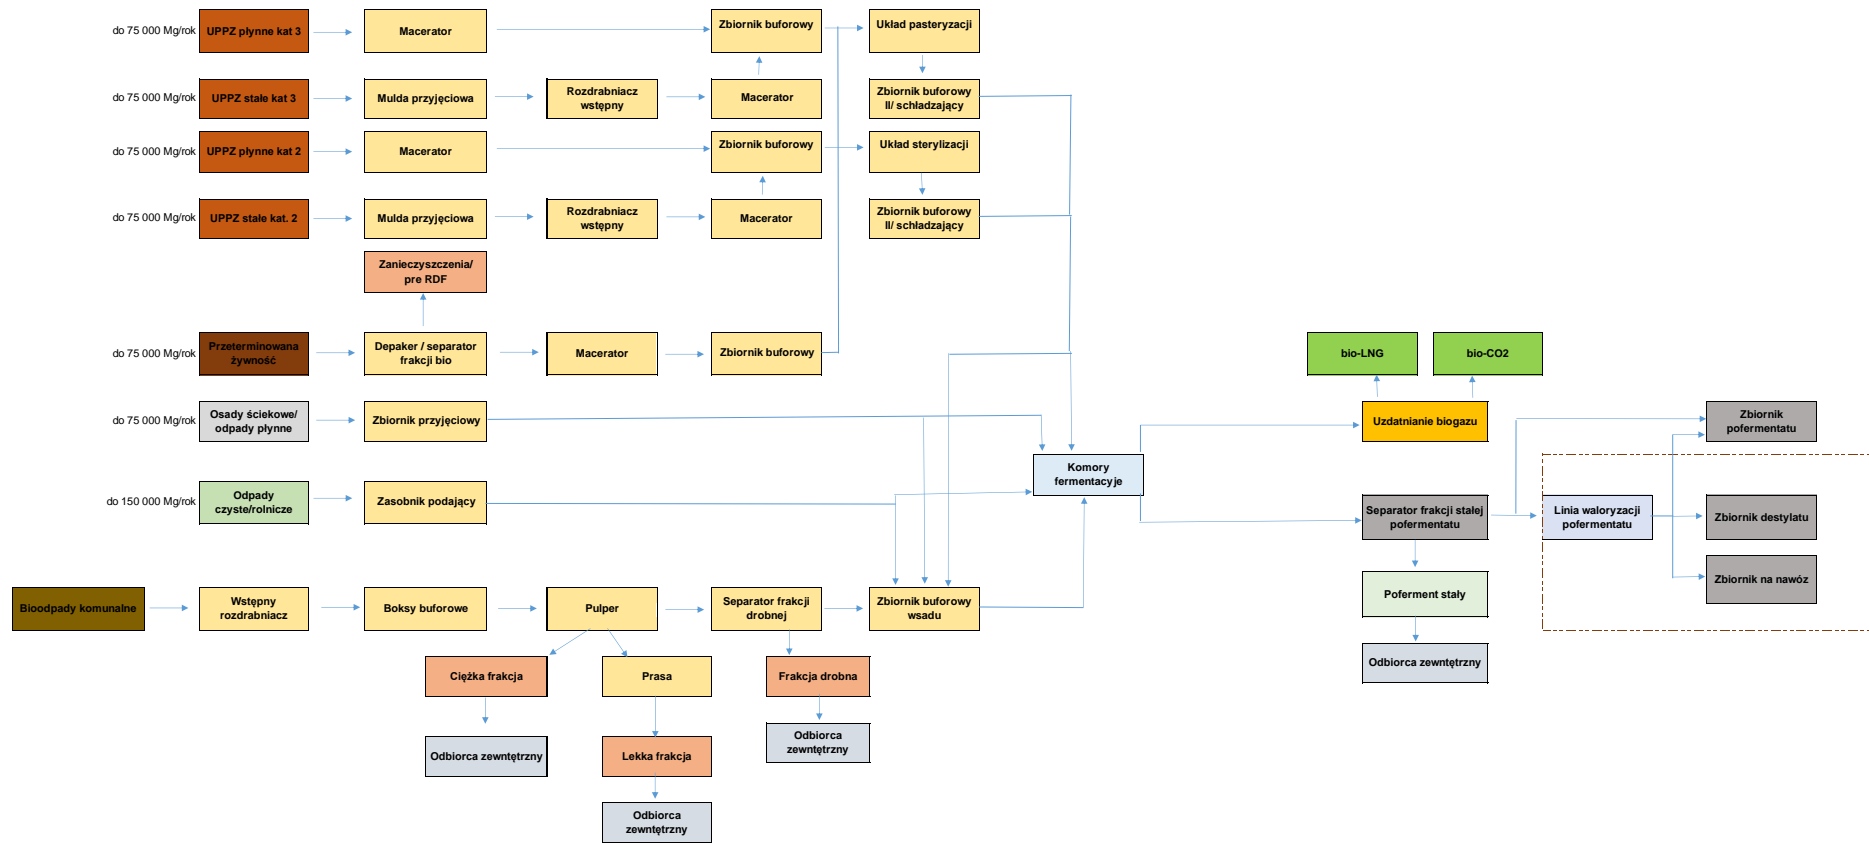 do 75 000 Mg/rok
UPPZ płynne kat 3
Macerator
Zbiornik buforowy
Układ pasteryzacji
do 75 000 Mg/rok
UPPZ stałe kat 3
Mulda przyjęciowa
Rozdrabniacz
wstępny
Macerator
Zbiornik buforowy
II/ schładzający
do 75 000 Mg/rok
UPPZ płynne kat 2
Macerator
Zbiornik buforowy
Układ sterylizacji
do 75 000 Mg/rok
UPPZ stałe kat. 2
Mulda przyjęciowa
Rozdrabniacz
wstępny
Macerator
Zbiornik buforowy
II/ schładzający
Zanieczyszczenia/
pre RDF
do 75 000 Mg/rok
Przeterminowana
żywność
Depaker / separator
frakcji bio
Macerator
Zbiornik buforowy
bio-LNG
bio-CO2
do 75 000 Mg/rok
Osady ściekowe/
odpady płynne
Zbiornik przyjęciowy
Uzdatnianie biogazu
Zbiornik
pofermentatu
Komory
fermentacyje
do 150 000 Mg/rok
Odpady
czyste/rolnicze
Zasobnik podający
Separator frakcji stałej
pofermentatu
Linia waloryzacji
pofermentatu
Zbiornik destylatu
Zbiornik na nawóz
Bioodpady komunalne
Wstępny
rozdrabniacz
Boksy buforowe
Pulper
Separator frakcji
drobnej
Zbiornik buforowy
wsadu
Poferment stały
Ciężka frakcja
Prasa
Frakcja drobna
Odbiorca zewntętrzny
Odbiorca zewntętrzny
Lekka frakcja
Odbiorca
zewntętrzny
Odbiorca
zewntętrzny